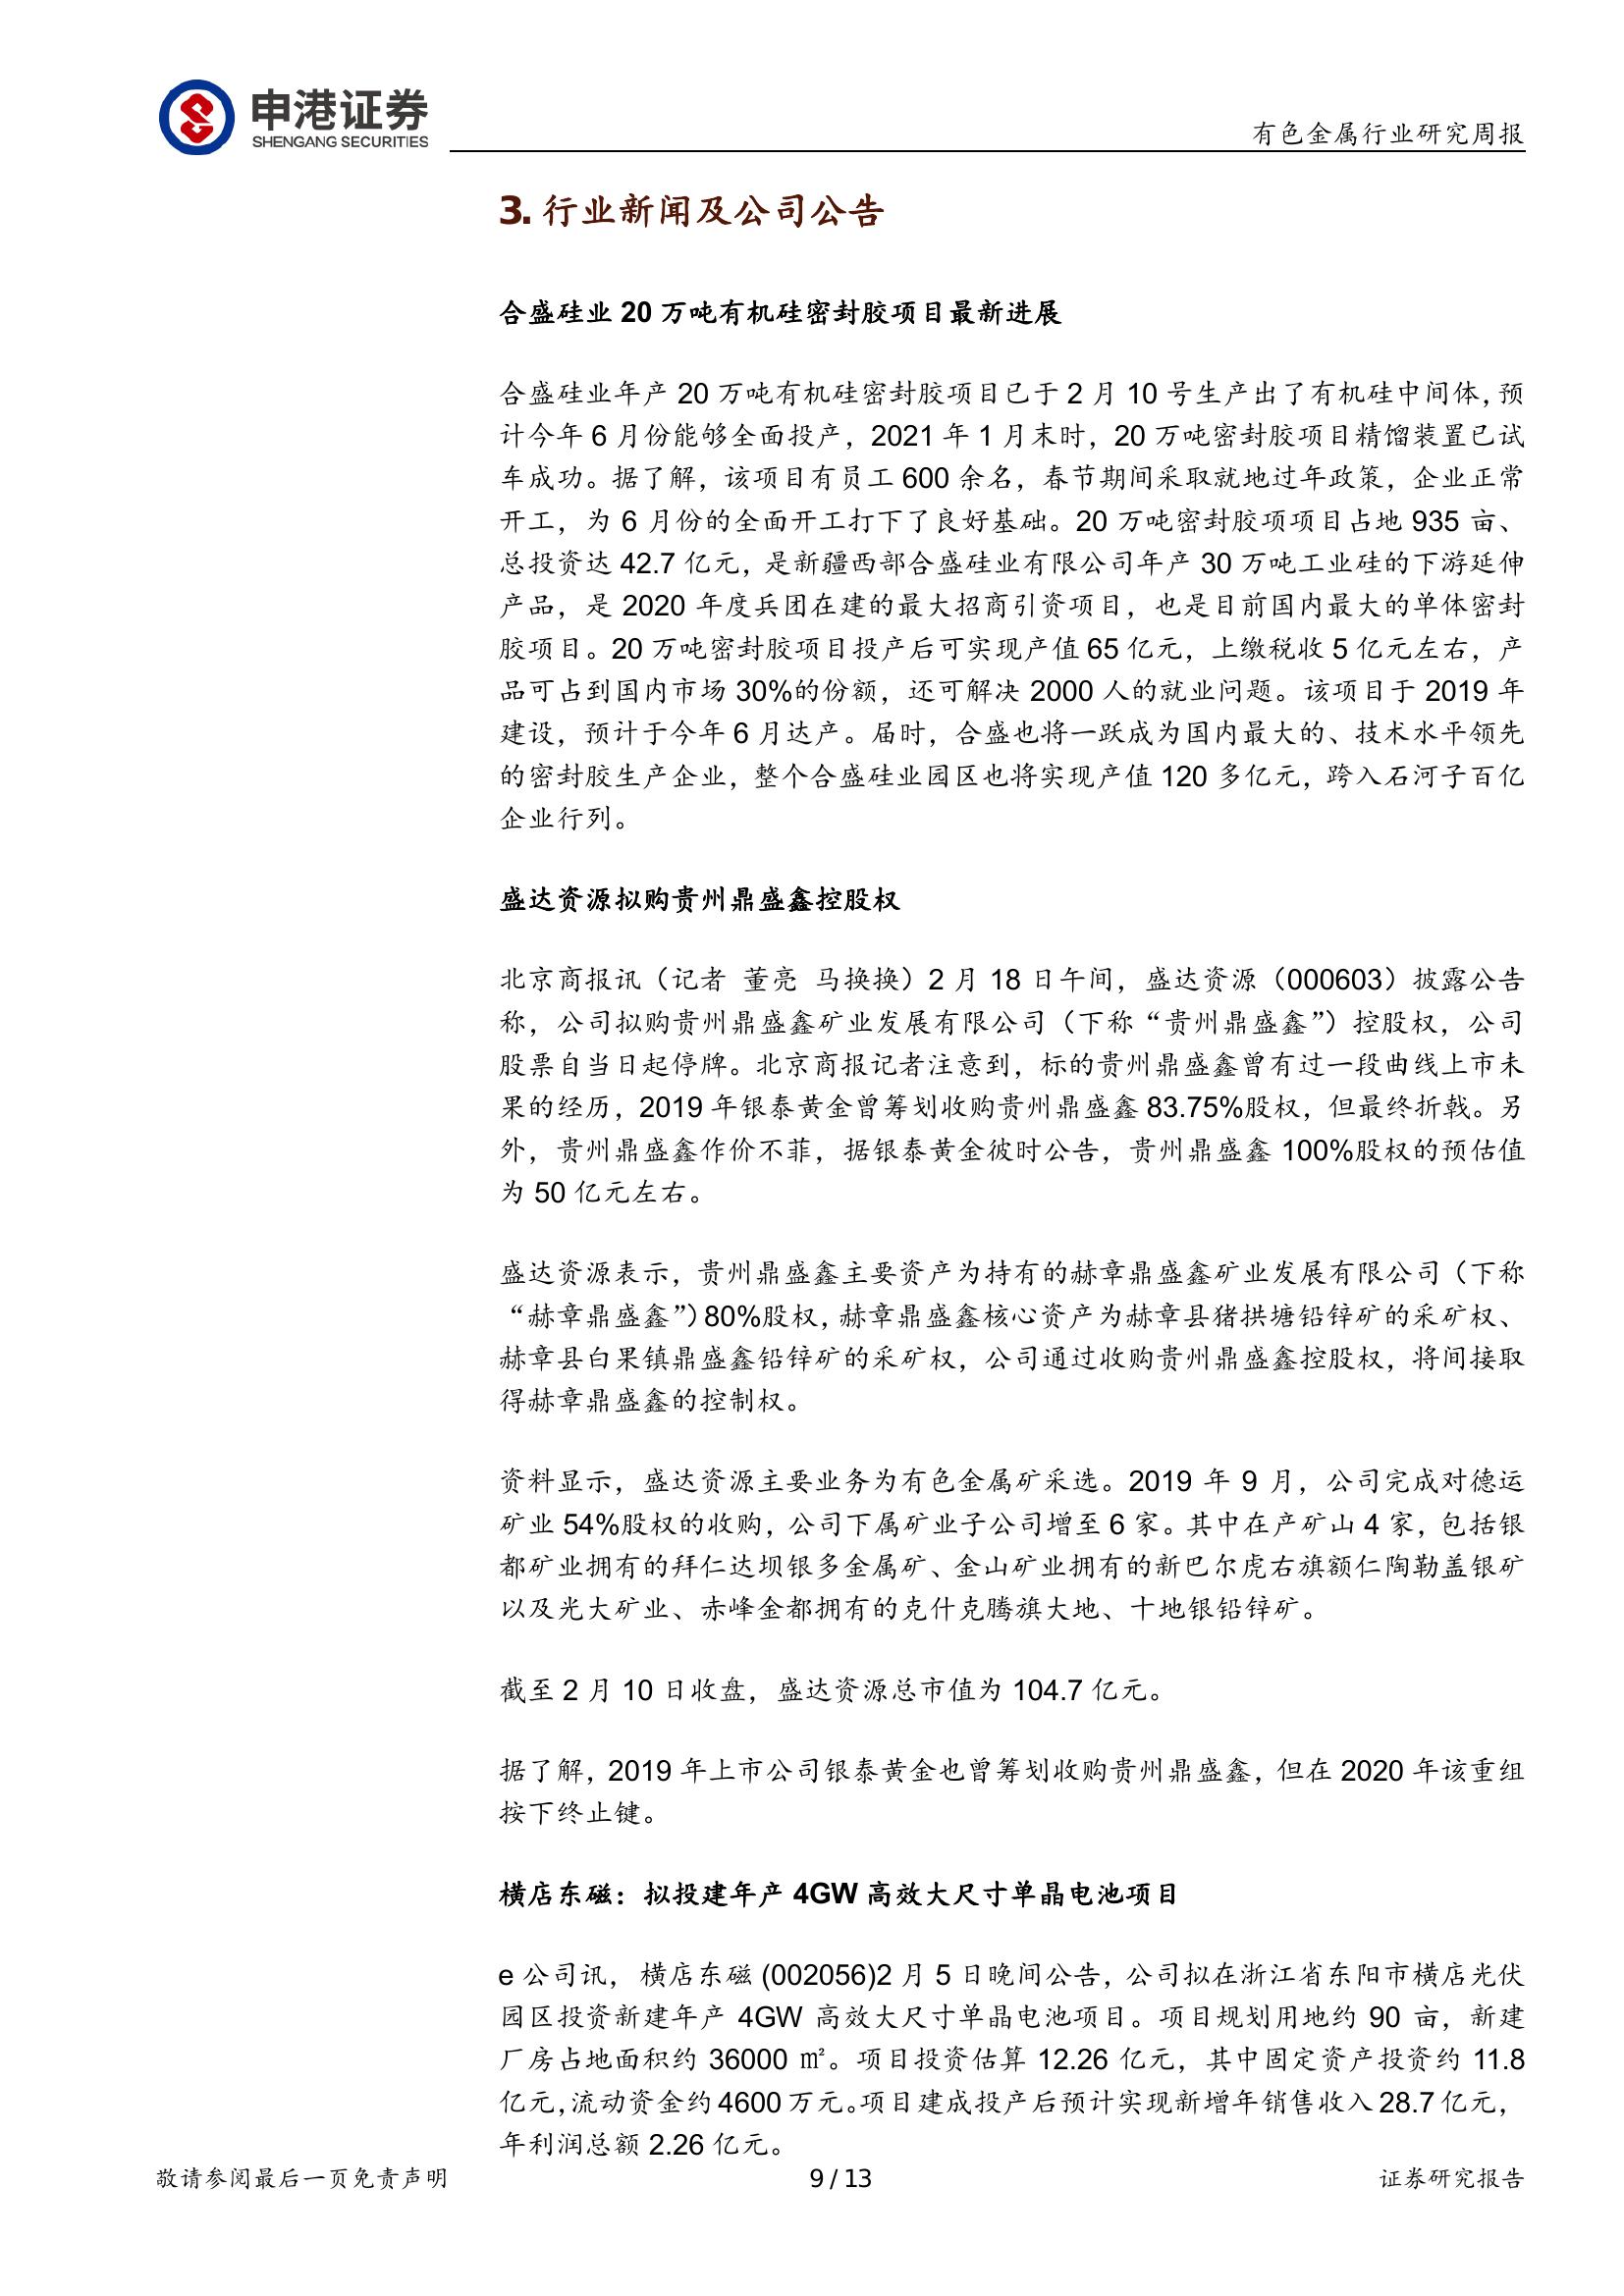 申港证券
SHENGANG SECURITIES
有色金属行业研究周报
3. 行业新闻及公司公告
合盛硅业 20 万吨有机硅密封胶项目最新进展
合盛硅业年产 20 万吨有机硅密封胶项目已于 2 月 10 号生产出了有机硅中间体，预
计今年 6 月份能够全面投产，2021 年 1 月末时，20 万吨密封胶项目精馏装置已试
车成功。据了解，该项目有员工 600 余名，春节期间采取就地过年政策，企业正常
开工，为 6 月份的全面开工打下了良好基础。20 万吨密封胶项项目占地 935 亩、
总投资达 42.7 亿元，是新疆西部合盛硅业有限公司年产 30 万吨工业硅的下游延伸
产品，是 2020 年度兵团在建的最大招商引资项目，也是目前国内最大的单体密封
胶项目。20 万吨密封胶项目投产后可实现产值 65 亿元，上缴税收 5 亿元左右，产
品可占到国内市场 30%的份额，还可解决 2000 人的就业问题。该项目于 2019 年
建设，预计于今年 6 月达产。届时，合盛也将一跃成为国内最大的、技术水平领先
的密封胶生产企业，整个合盛硅业园区也将实现产值 120 多亿元，跨入石河子百亿
企业行列。
盛达资源拟购贵州鼎盛鑫控股权
北京商报讯（记者 董亮 马换换）2 月 18 日午间，盛达资源（000603）披露公告
称，公司拟购贵州鼎盛鑫矿业发展有限公司（下称“贵州鼎盛鑫”）控股权，公司
股票自当日起停牌。北京商报记者注意到，标的贵州鼎盛鑫曾有过一段曲线上市未
果的经历，2019 年银泰黄金曾筹划收购贵州鼎盛鑫 83.75%股权，但最终折戟。另
外，贵州鼎盛鑫作价不菲，据银泰黄金彼时公告，贵州鼎盛鑫 100%股权的预估值
为 50 亿元左右。
盛达资源表示，贵州鼎盛鑫主要资产为持有的赫章鼎盛鑫矿业发展有限公司（下称
“赫章鼎盛鑫”）80%股权，赫章鼎盛鑫核心资产为赫章县猪拱塘铅锌矿的采矿权、
赫章县白果镇鼎盛鑫铅锌矿的采矿权，公司通过收购贵州鼎盛鑫控股权，将间接取
得赫章鼎盛鑫的控制权。
资料显示，盛达资源主要业务为有色金属矿采选。2019 年 9 月，公司完成对德运
矿业 54%股权的收购，公司下属矿业子公司增至 6 家。其中在产矿山 4 家，包括银
都矿业拥有的拜仁达坝银多金属矿、金山矿业拥有的新巴尔虎右旗额仁陶勒盖银矿
以及光大矿业、赤峰金都拥有的克什克腾旗大地、十地银铅锌矿。
截至 2 月 10 日收盘，盛达资源总市值为 104.7 亿元。
据了解，2019 年上市公司银泰黄金也曾筹划收购贵州鼎盛鑫，但在 2020 年该重组
按下终止键。
横店东磁：拟投建年产 4GW 高效大尺寸单晶电池项目
e 公司讯， 横店东磁 (002056)2 月 5 日晚间公告，公司拟在浙江省东阳市横店光伏
园区投资新建年产 4GW 高效大尺寸单晶电池项目。项目规划用地约 90 亩，新建
厂房占地面积约 36000 ㎡。项目投资估算 12.26 亿元，其中固定资产投资约 11.8
亿元，流动资金约 4600 万元。项目建成投产后预计实现新增年销售收入 28.7 亿元，
年利润总额 2.26 亿元。
敬请参阅最后一页免责声明
9 / 13
证券研究报告